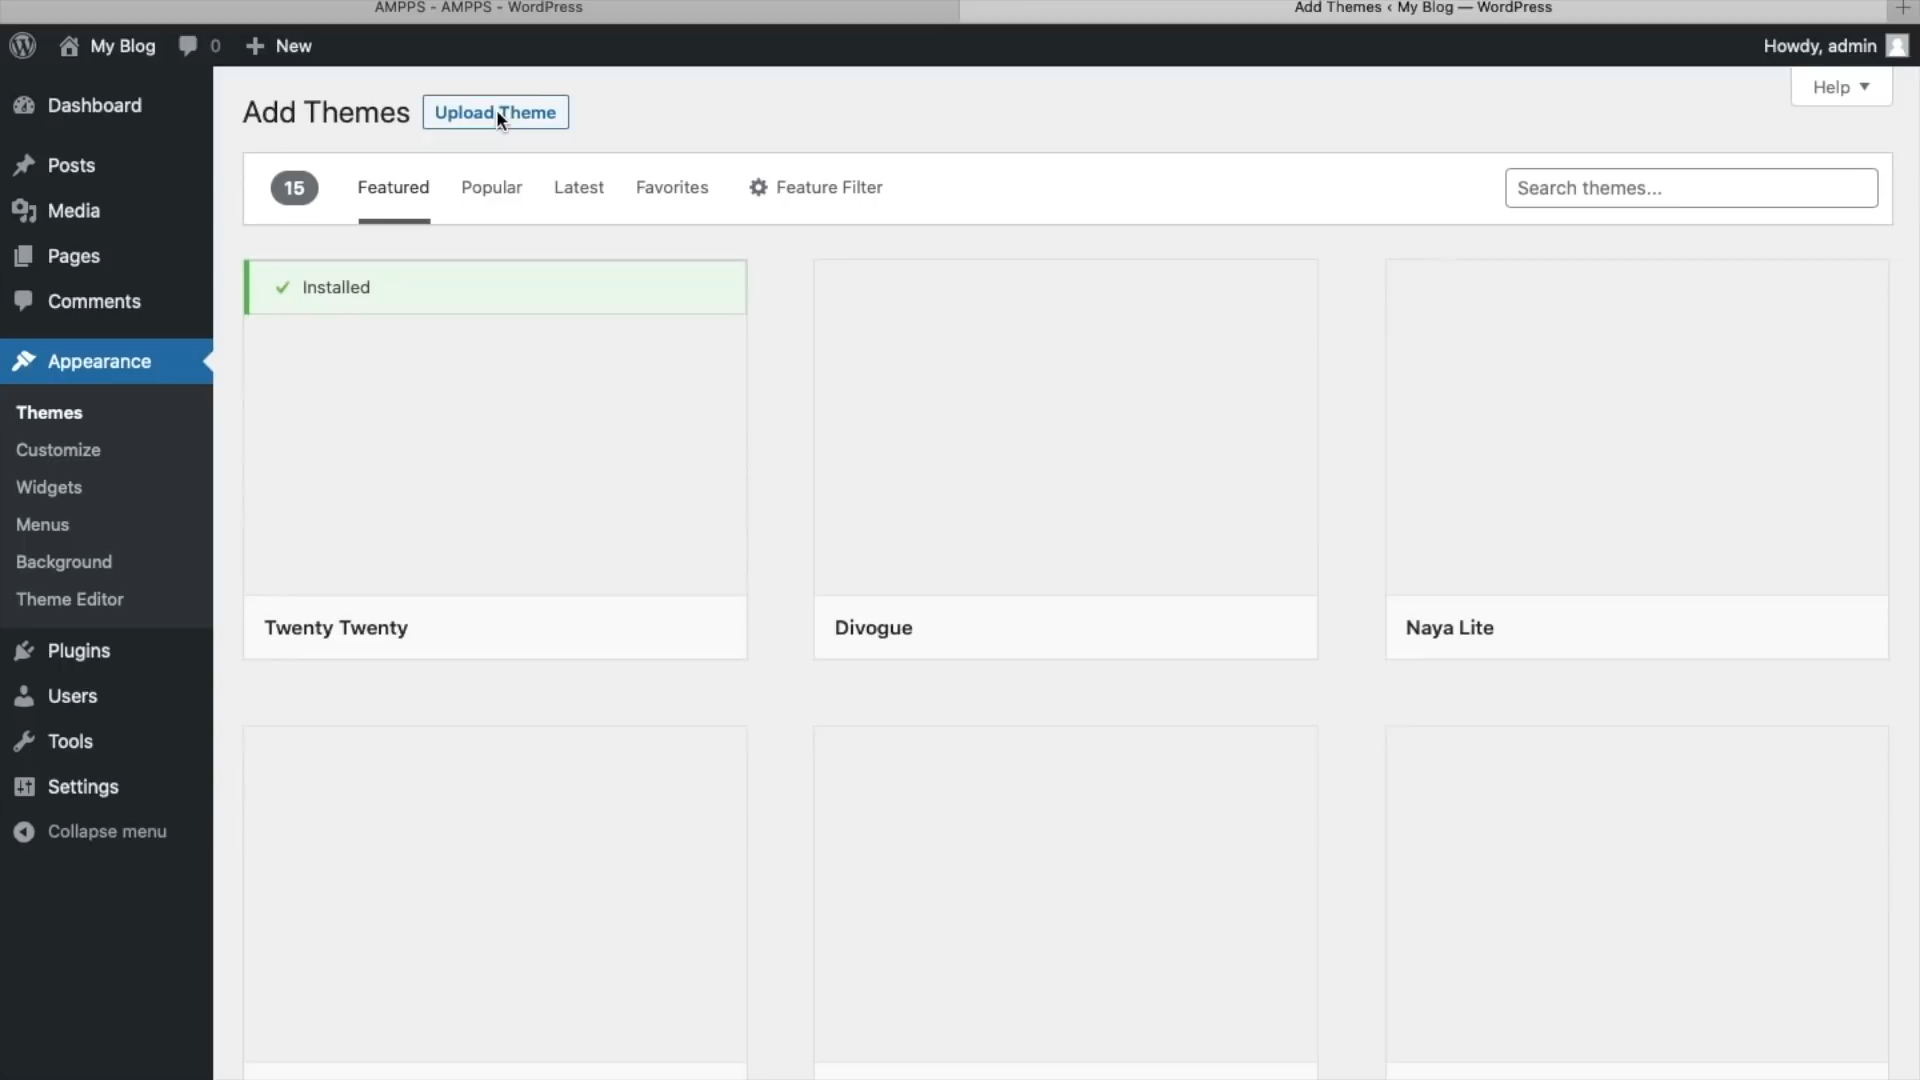 AMPPS - AMPPS - WordPress
Add Themes ‹ My Blog — WordPress
My Blog
0
New
Howdy, admin
Dashboard
Posts
Media
Pages
Comments
Appearance
Themes
Customize
Widgets
Menus
Background
Theme Editor
Plugins
Users
Tools
Settings
Collapse menu
Help
Add Themes
Upload Theme
15
Featured
Popular
Latest
Favorites
Feature Filter
Search themes...
Installed
Twenty Twenty
Divogue
Naya Lite